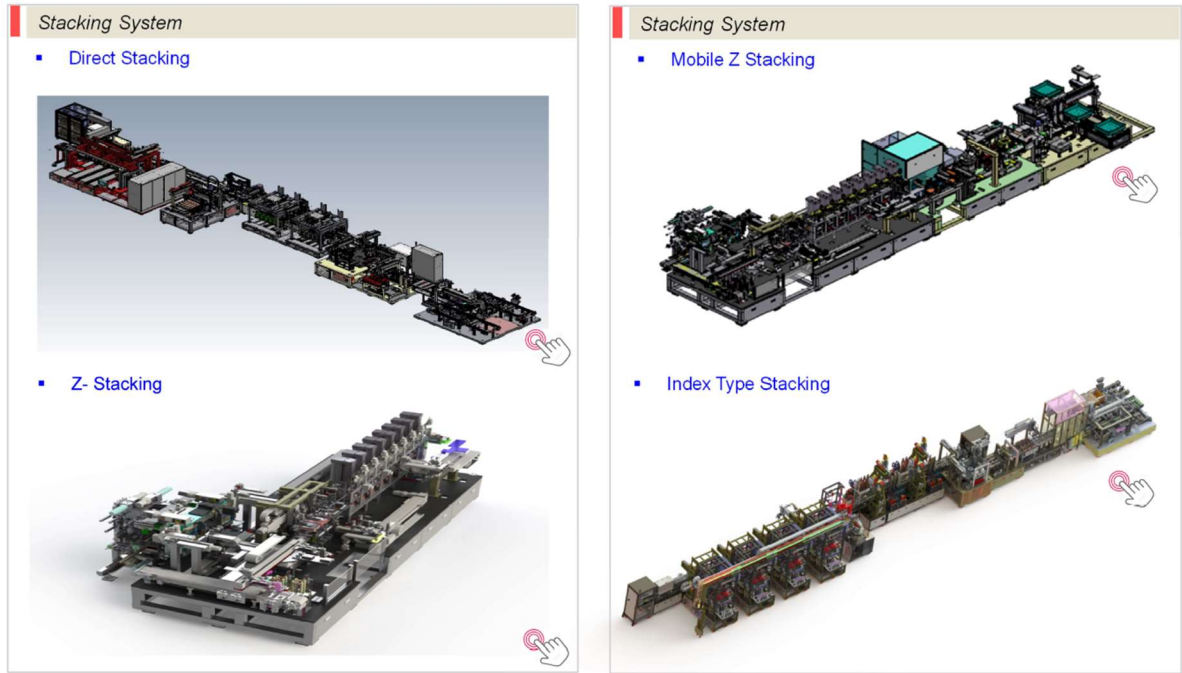 Stacking System
Direct Stacking
Z- Stacking
Stacking System
Mobile Z Stacking
Index Type Stacking